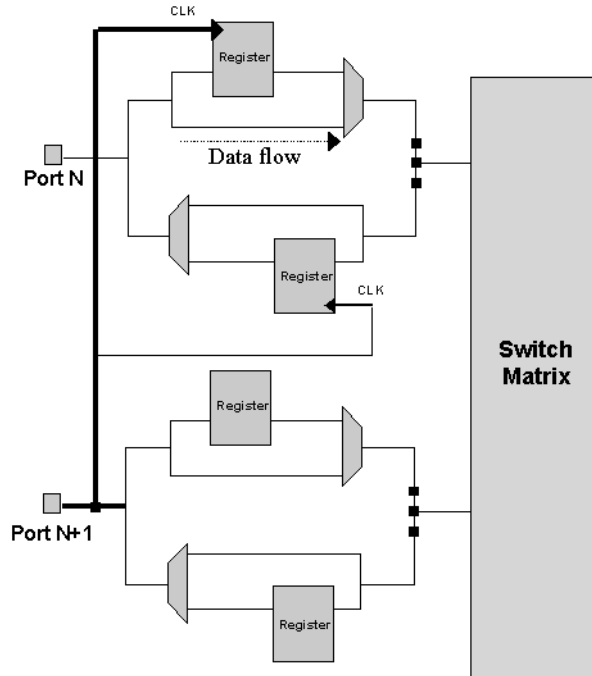 CLK
Register
Data flow
Port N
Register
CLK
Switch
Matrix
Register
Port N+1
Register